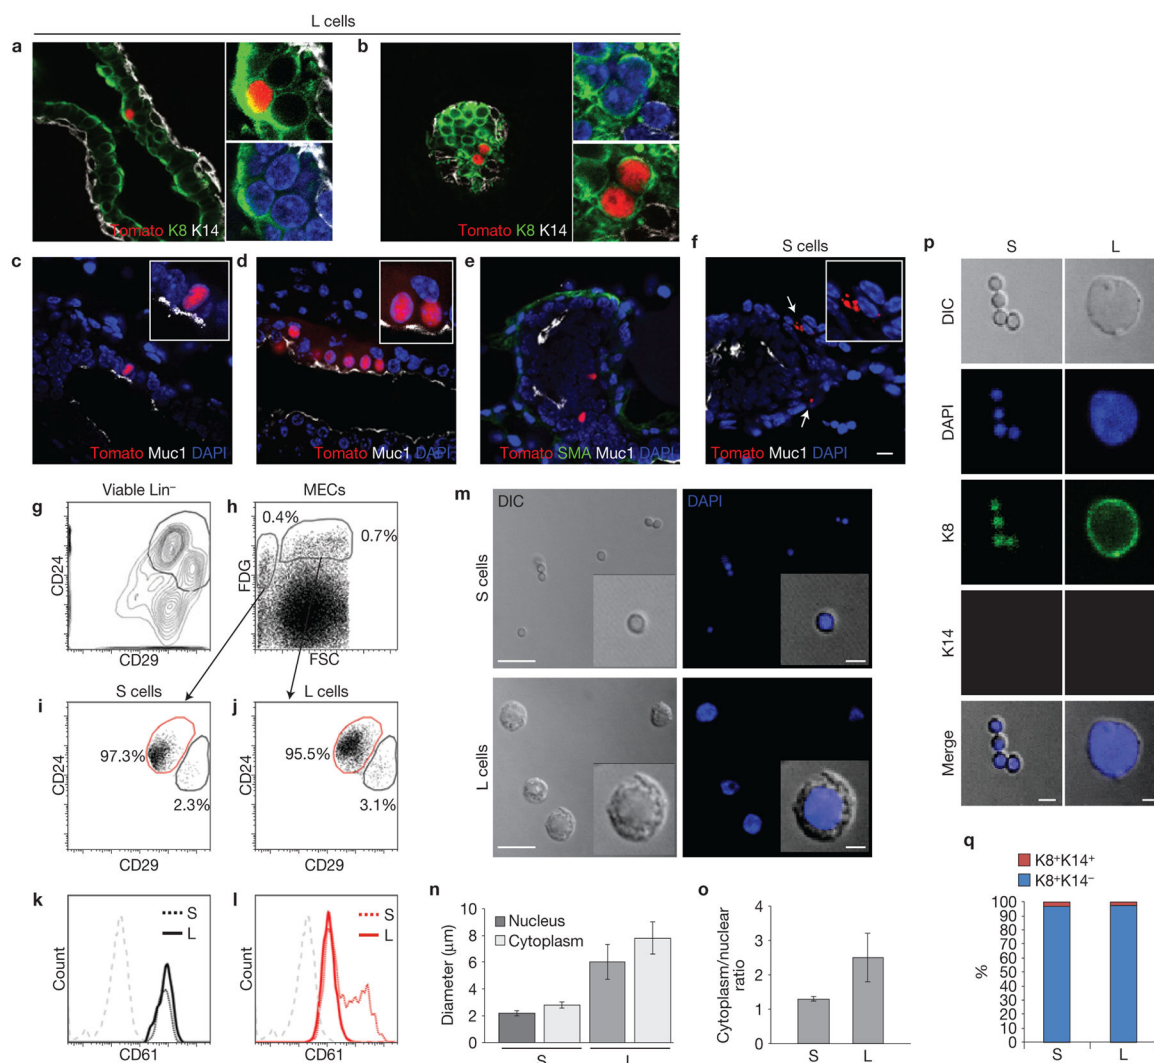 L cells
a
b
Tomato K8 K14
Tomato K8 K14
S cells
c
d
e
f
Tomato Muc1 DAPI
Tomato Muc1 DAPI
Tomato SMA Muc1 DAPI
Tomato Muc1 DAPI
p
S
L
DIC
DAPI
K8
K14
Merge
g
Viable Lin–
CD24
CD29
h
MECs
0.4%
0.7%
FDG
FSC
i
S cells
97.3%
2.3%
CD24
CD29
j
L cells
95.5%
3.1%
CD24
CD29
k
S
L
Count
CD61
l
S
L
Count
CD61
m
DIC
DAPI
S cells
L cells
n
Nucleus
Cytoplasm
Diameter (μm)
10
8
6
4
2
0
S
L
o
Cytoplasm/nuclear
ratio
4
3
2
1
0
S
L
q
K8+K14+
K8+K14–
%
100
90
80
70
60
50
40
30
20
10
0
S
L